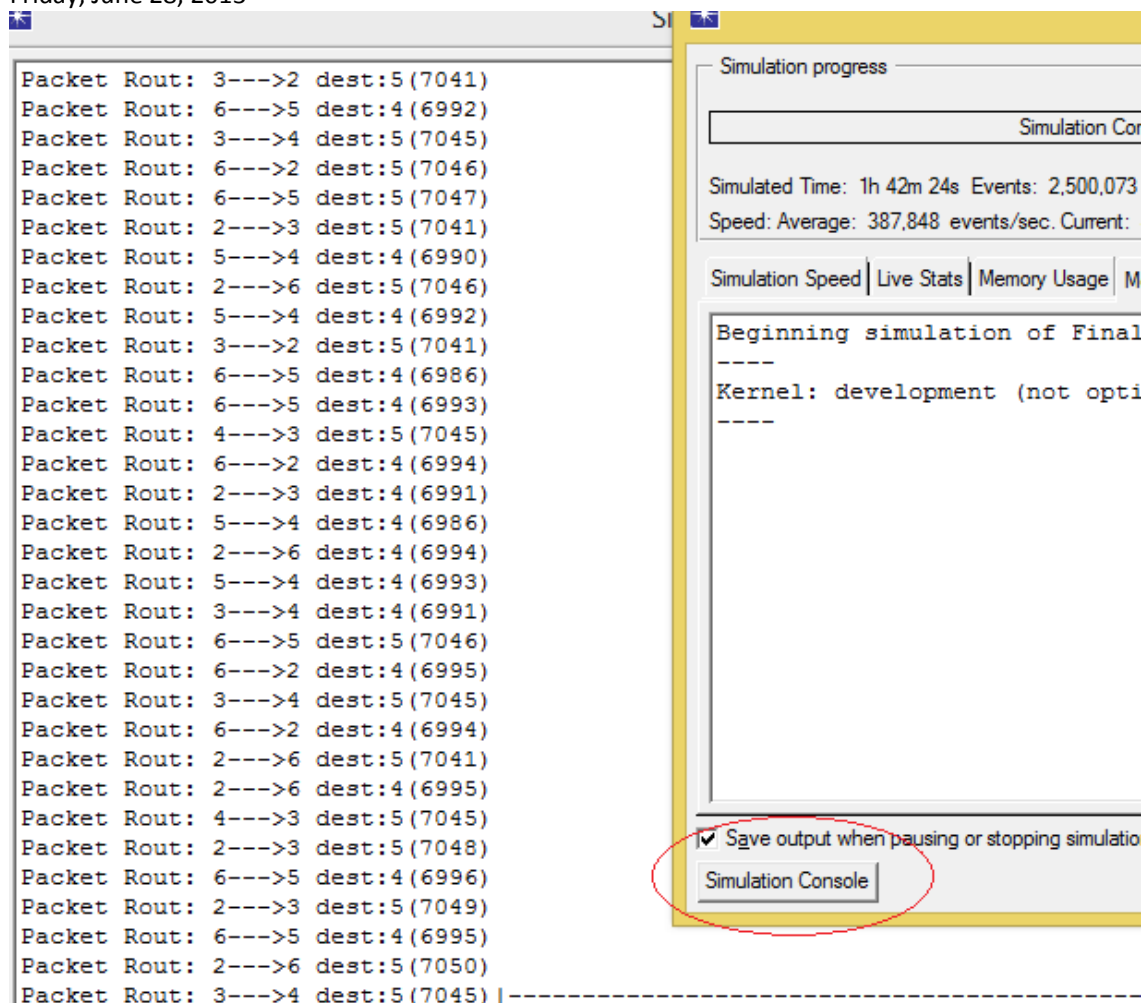 Friday, June 28, 2013
Packet Rout: 3--->2 dest:5(7041)
Packet Rout: 6--->5 dest:4(6992)
Packet Rout: 3--->4 dest:5(7045)
Packet Rout: 6--->2 dest:5(7046)
Packet Rout: 6--->5 dest:5(7047)
Packet Rout: 2--->3 dest:5(7041)
Packet Rout: 5--->4 dest:4(6990)
Packet Rout: 2--->6 dest:5(7046)
Packet Rout: 5--->4 dest:4(6992)
Packet Rout: 3--->2 dest:5(7041)
Packet Rout: 6--->5 dest:4(6986)
Packet Rout: 6--->5 dest:4(6993)
Packet Rout: 4--->3 dest:5(7045)
Packet Rout: 6--->2 dest:4(6994)
Packet Rout: 2--->3 dest:4(6991)
Packet Rout: 5--->4 dest:4(6986)
Packet Rout: 2--->6 dest:4(6994)
Packet Rout: 5--->4 dest:4(6993)
Packet Rout: 3--->4 dest:4(6991)
Packet Rout: 6--->5 dest:5(7046)
Packet Rout: 6--->2 dest:4(6995)
Packet Rout: 3--->4 dest:5(7045)
Packet Rout: 6--->2 dest:4(6994)
Packet Rout: 2--->6 dest:5(7041)
Packet Rout: 2--->6 dest:4(6995)
Packet Rout: 4--->3 dest:5(7045)
Packet Rout: 2--->3 dest:5(7048)
Packet Rout: 6--->5 dest:4(6996)
Packet Rout: 2--->3 dest:5(7049)
Packet Rout: 6--->5 dest:4(6995)
Packet Rout: 2--->6 dest:5(7050)
Packet Rout: 3--->4 dest:5(7045)|-------------------------------------------
Simulation progress
Simulation Con
Simulated Time: 1h 42m 24s Events: 2,500,073
Speed: Average: 387,848 events/sec. Current:
Simulation Speed Live Stats Memory Usage M
Beginning simulation of Final
----
Kernel: development (not opti
----
Save output when pausing or stopping simulatio
Simulation Console